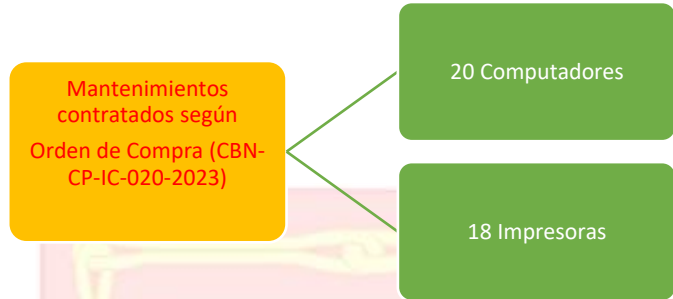 Mantenimientos
contratados según
Orden de Compra (CBN-
CP-IC-020-2023)
20 Computadores
18 Impresoras